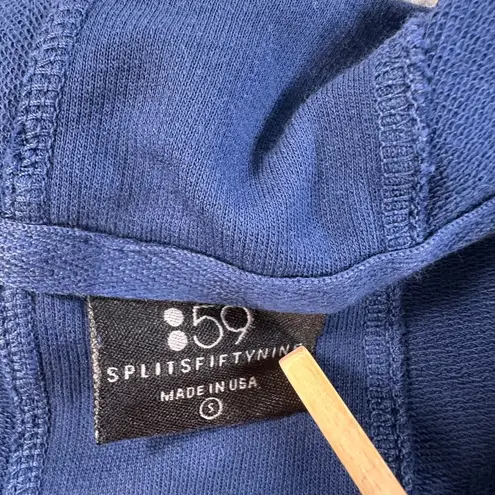 :59
SPLITSFIFTYNINE
MADE IN USA
S